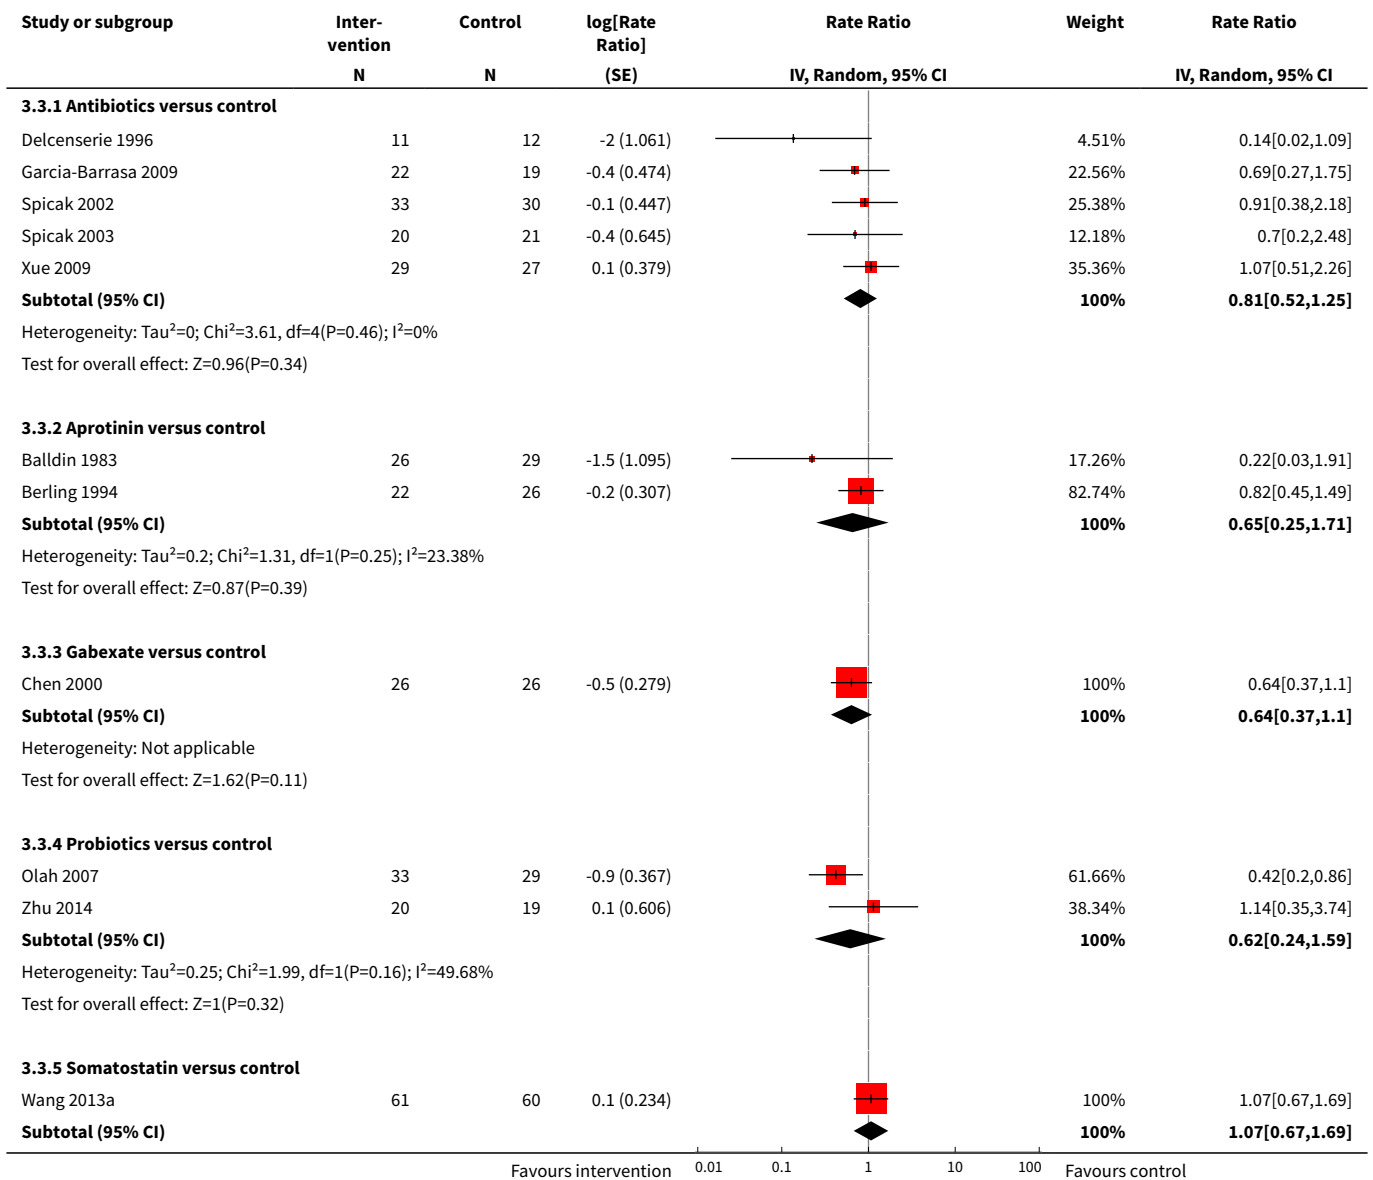 Study or subgroup Inter- Control log[Rate Rate Ratio Weight Rate Ratio
vention Ratio]
N N (SE) IV, Random, 95% CI IV, Random, 95% CI
3.3.1 Antibiotics versus control
Delcenserie 1996 11 12 -2 (1.061) 4.51% 0.14[0.02,1.09]
Garcia-Barrasa 2009 22 19 -0.4 (0.474) 22.56% 0.69[0.27,1.75]
Spicak 2002 33 30 -0.1 (0.447) 25.38% 0.91[0.38,2.18]
Spicak 2003 20 21 -0.4 (0.645) 12.18% 0.7[0.2,2.48]
Xue 2009 29 27 0.1 (0.379) 35.36% 1.07[0.51,2.26]
Subtotal (95% CI) 100% 0.81[0.52,1.25]
Heterogeneity: Tau²=0; Chi²=3.61, df=4(P=0.46); I²=0%
Test for overall effect: Z=0.96(P=0.34)
3.3.2 Aprotinin versus control
Balldin 1983 26 29 -1.5 (1.095) 17.26% 0.22[0.03,1.91]
Berling 1994 22 26 -0.2 (0.307) 82.74% 0.82[0.45,1.49]
Subtotal (95% CI) 100% 0.65[0.25,1.71]
Heterogeneity: Tau²=0.2; Chi²=1.31, df=1(P=0.25); I²=23.38%
Test for overall effect: Z=0.87(P=0.39)
3.3.3 Gabexate versus control
Chen 2000 26 26 -0.5 (0.279) 100% 0.64[0.37,1.1]
Subtotal (95% CI) 100% 0.64[0.37,1.1]
Heterogeneity: Not applicable
Test for overall effect: Z=1.62(P=0.11)
3.3.4 Probiotics versus control
Olah 2007 33 29 -0.9 (0.367) 61.66% 0.42[0.2,0.86]
Zhu 2014 20 19 0.1 (0.606) 38.34% 1.14[0.35,3.74]
Subtotal (95% CI) 100% 0.62[0.24,1.59]
Heterogeneity: Tau²=0.25; Chi²=1.99, df=1(P=0.16); I²=49.68%
Test for overall effect: Z=1(P=0.32)
3.3.5 Somatostatin versus control
Wang 2013a 61 60 0.1 (0.234) 100% 1.07[0.67,1.69]
Subtotal (95% CI) 100% 1.07[0.67,1.69]
Favours intervention 0.01 0.1 1 10 100 Favours control